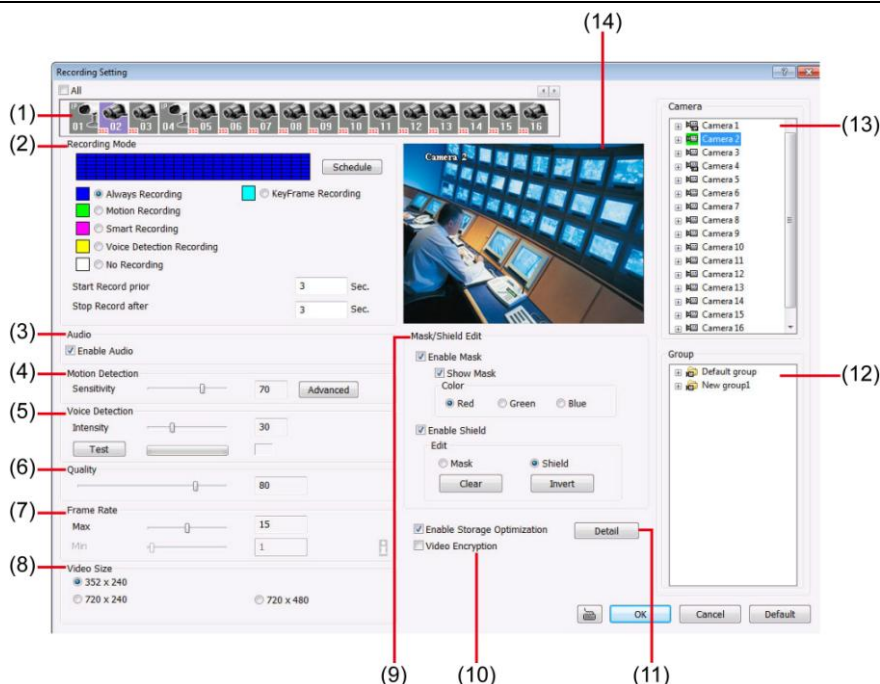 (14)
Recording Setting
All
(1)
01 02 03 04 05 06 07 08 09 10 11 12 13 14 15 16
(2)
Recording Mode
Schedule
Always Recording
KeyFrame Recording
Motion Recording
Smart Recording
Voice Detection Recording
No Recording
Start Record prior 3 Sec.
Stop Record after 3 Sec.
(3)
Audio
Enable Audio
(4)
Motion Detection
Sensitivity 70 Advanced
(5)
Voice Detection
Intensity 30
Test
(6)
Quality
80
(7)
Frame Rate
Max 15
Min 1
(8)
Video Size
352 x 240
720 x 240
720 x 480
Camera 2
Mask/Shield Edit
Enable Mask
Show Mask
Color
Red Green Blue
Enable Shield
Edit
Mask Shield
Clear Invert
Enable Storage Optimization Detail
Video Encryption
Camera
(13)
Camera 1
Camera 2
Camera 3
Camera 4
Camera 5
Camera 6
Camera 7
Camera 8
Camera 9
Camera 10
Camera 11
Camera 12
Camera 13
Camera 14
Camera 15
Camera 16
Group
(12)
Default group
New group1
OK Cancel Default
(9) (10) (11)